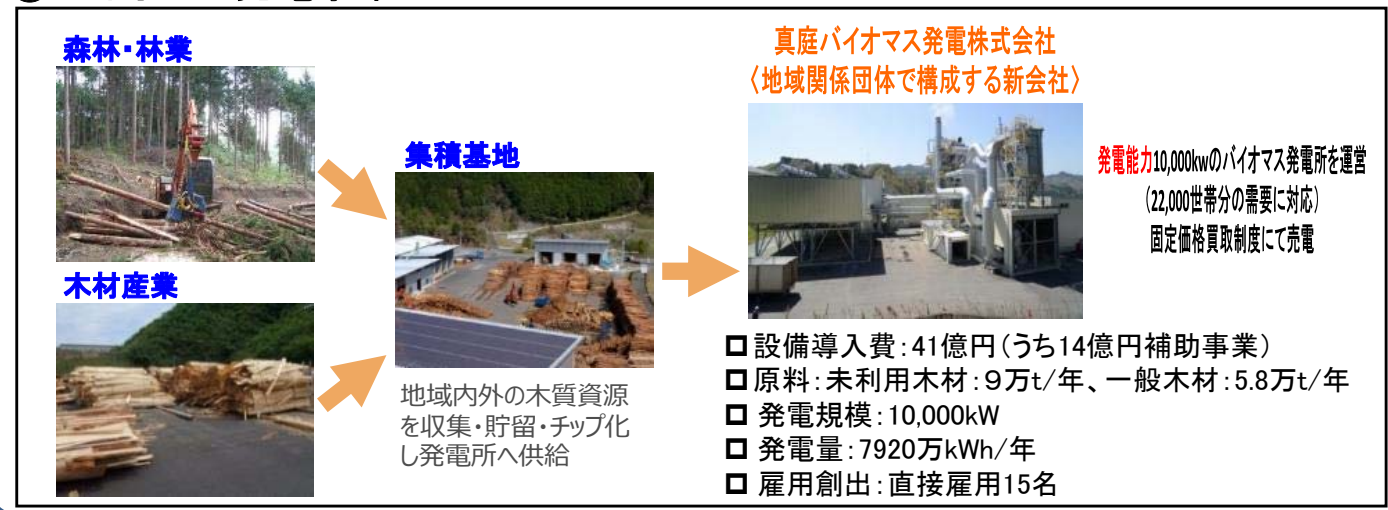 森林・林業
木材産業
集積基地
地域内外の木質資源
を収集・貯留・チップ化
し発電所へ供給
真庭バイオマス発電株式会社
〈地域関係団体で構成する新会社〉
発電能力10,000kwのバイオマス発電所を運営
（22,000世帯分の需要に対応）
固定価格買取制度にて売電
設備導入費：41億円（うち14億円補助事業）
原料：未利用木材：９万t/年、一般木材：5.8万t/年
発電規模：10,000kW
発電量：7920万kWh/年
雇用創出：直接雇用15名